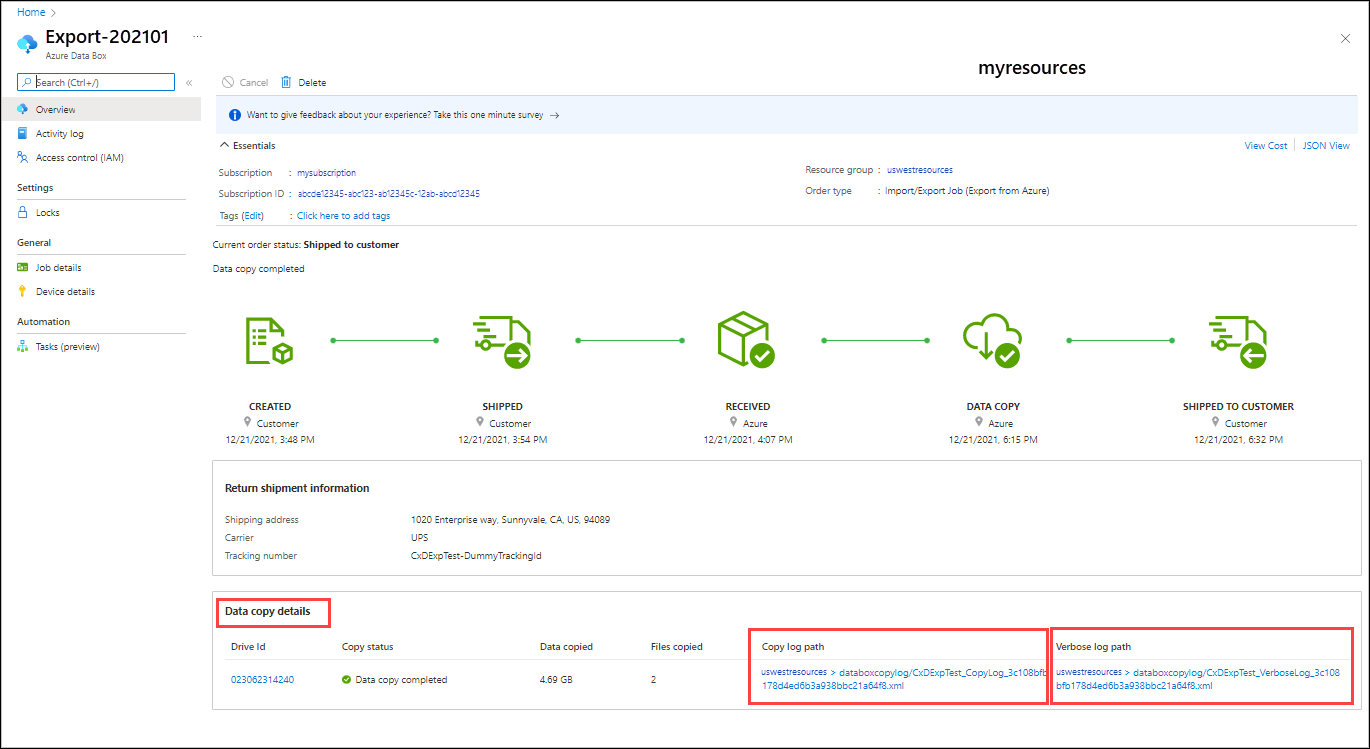 Home >
Export-202101 ...
Azure Data Box
myresources
Search (Ctrl+/) «
Cancel Delete
Overview
Activity log
Access control (IAM)
Settings
Locks
General
Job details
Device details
Automation
Tasks (preview)
Want to give feedback about your experience? Take this one minute survey →
Essentials
View Cost JSON View
Subscription : mysubscription
Subscription ID : abcde12345-abc123-ab12345c-12ab-abcd12345
Tags (Edit) : Click here to add tags
Resource group : uswestresources
Order type : Import/Export Job (Export from Azure)
Current order status: Shipped to customer
Data copy completed
CREATED
Customer
12/21/2021, 3:48 PM
SHIPPED
Customer
12/21/2021, 3:54 PM
RECEIVED
Azure
12/21/2021, 4:07 PM
DATA COPY
Azure
12/21/2021, 6:15 PM
SHIPPED TO CUSTOMER
Customer
12/21/2021, 6:32 PM
Return shipment information
Shipping address 1020 Enterprise way, Sunnyvale, CA, US, 94089
Carrier UPS
Tracking number CxDExpTest-DummyTrackingId
Data copy details
Drive Id Copy status Data copied Files copied Copy log path Verbose log path
023062314240 Data copy completed 4.69 GB 2
uswestresources > databoxcopylog/CxDExpTest_CopyLog_3c108bfb
178d4ed6b3a938bbc21a64f8.xml
uswestresources > databoxcopylog/CxDExpTest_VerboseLog_3c108
bfb178d4ed6b3a938bbc21a64f8.xml